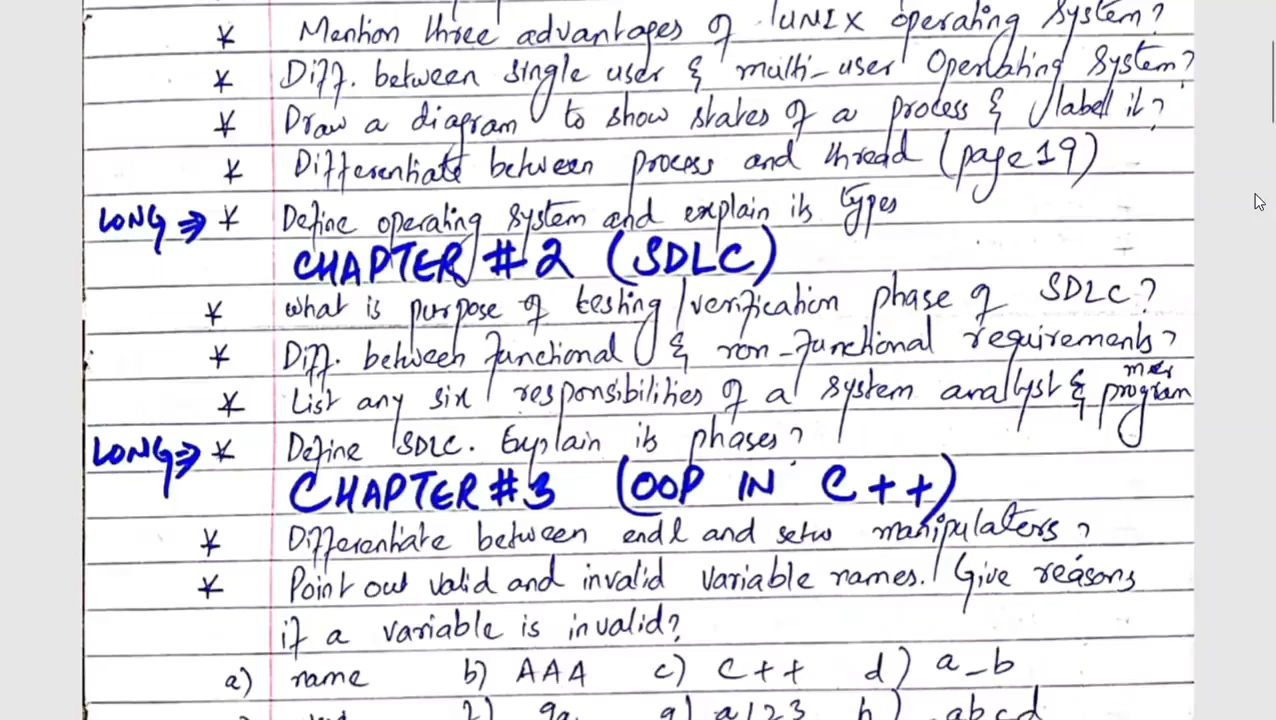 * Mention three advantages of UNIX operating system?
* Diff. between single user & multi-user Operating System?
* Draw a diagram to show states of a process & label it?
* Differentiate between process and thread (page 19)
LONG ⇒ * Define operating system and explain its types
CHAPTER # 2 (SDLC)
* What is purpose of testing /verification phase of SDLC?
* Diff. between functional & non-functional requirements?
* List any six responsibilities of a system analyst & programmer
LONG ⇒ * Define SDLC. Explain its phases?
CHAPTER # 3 (OOP IN C++)
* Differentiate between endl and setw manipulaters?
* Point out valid and invalid variable names. Give reasons
if a variable is invalid?
a) name b) AAA c) C++ d) a_b
9a g) a123 h) abcd